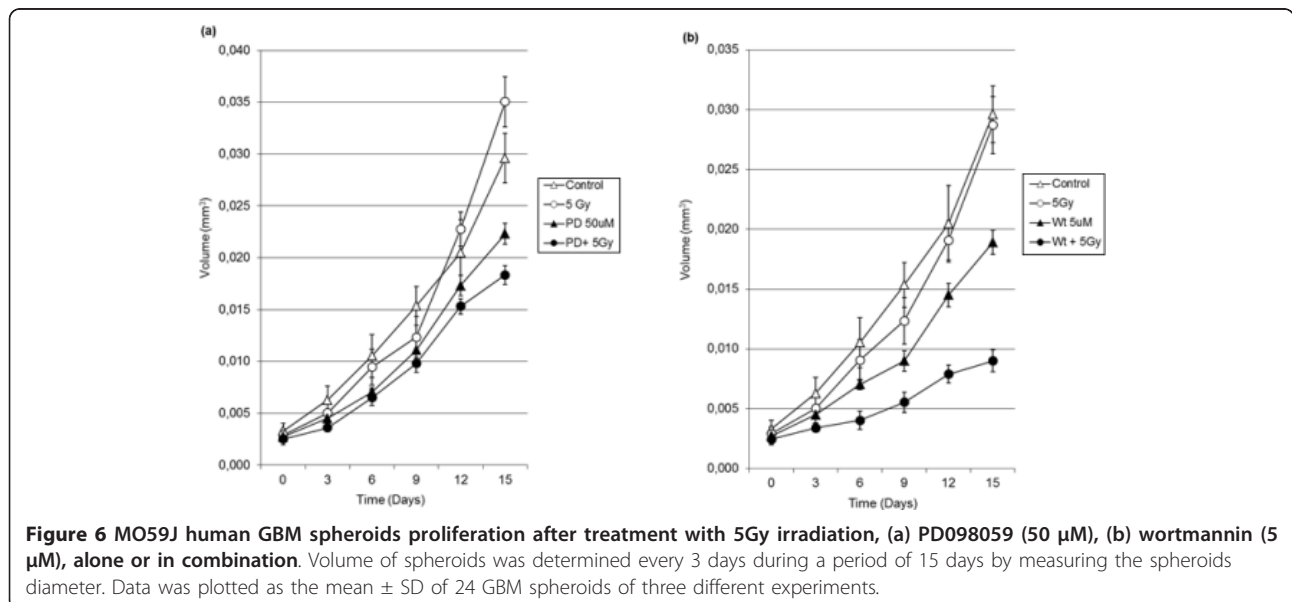 (a)
0,040
0,035
0,030
0,025
0,020
0,015
0,010
0,005
0,000
Volume (mm³)
0 3 6 9 12 15
Time (Days)
Control
5 Gy
PD 50uM
PD+ 5Gy
(b)
0,035
0,030
0,025
0,020
0,015
0,010
0,005
0,000
Volume (mm³)
0 3 6 9 12 15
Time (Days)
Control
5Gy
Wt 5uM
Wt + 5Gy
Figure 6 MO59J human GBM spheroids proliferation after treatment with 5Gy irradiation, (a) PD098059 (50 μM), (b) wortmannin (5
μM), alone or in combination. Volume of spheroids was determined every 3 days during a period of 15 days by measuring the spheroids
diameter. Data was plotted as the mean ± SD of 24 GBM spheroids of three different experiments.